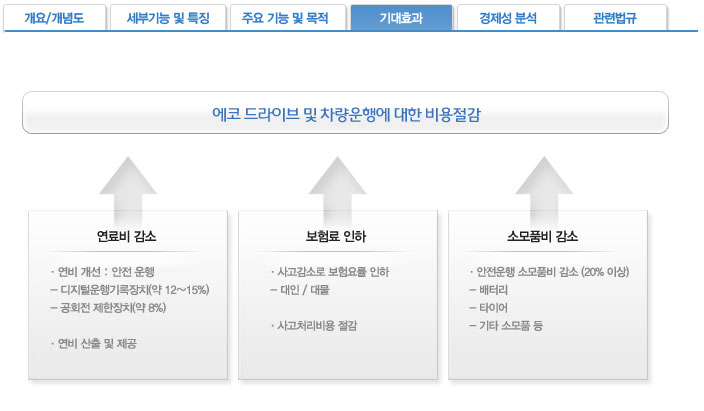 개요/개념도
세부기능 및 특징
주요 기능 및 목적
기대효과
경제성 분석
관련법규
에코 드라이브 및 차량운행에 대한 비용절감
연료비 감소
· 연비 개선 : 안전 운행
– 디지털운행기록장치(약 12~15%)
– 공회전 제한장치(약 8%)
· 연비 산출 및 제공
보험료 인하
· 사고감소로 보험요률 인하
– 대인 / 대물
· 사고처리비용 절감
소모품비 감소
· 안전운행 소모품비 감소 (20% 이상)
– 배터리
– 타이어
– 기타 소모품 등